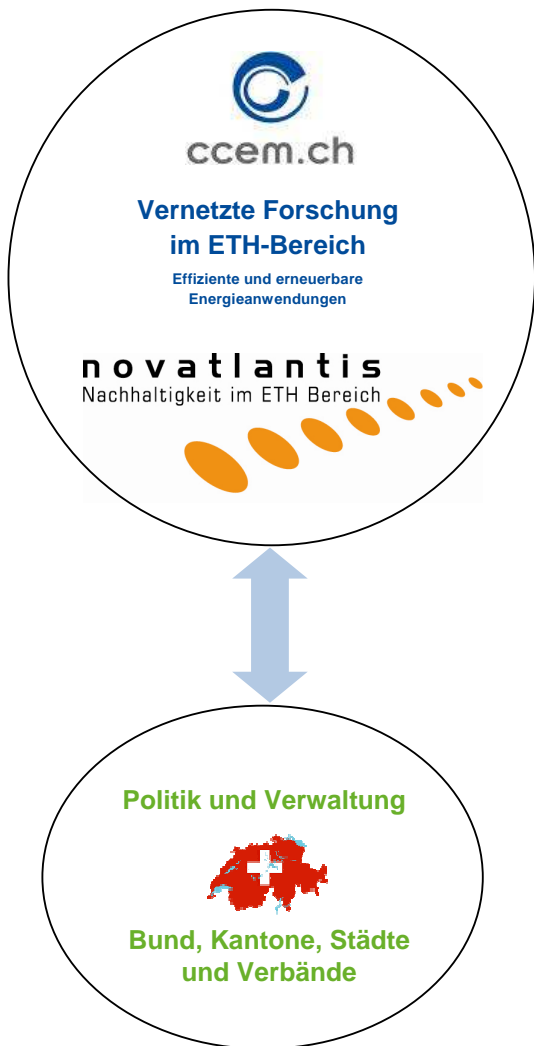 ccem.ch
Vernetzte Forschung
im ETH-Bereich
Effiziente und erneuerbare
Energieanwendungen
novatlantis
Nachhaltigkeit im ETH Bereich
Politik und Verwaltung
Bund, Kantone, Städte
und Verbände